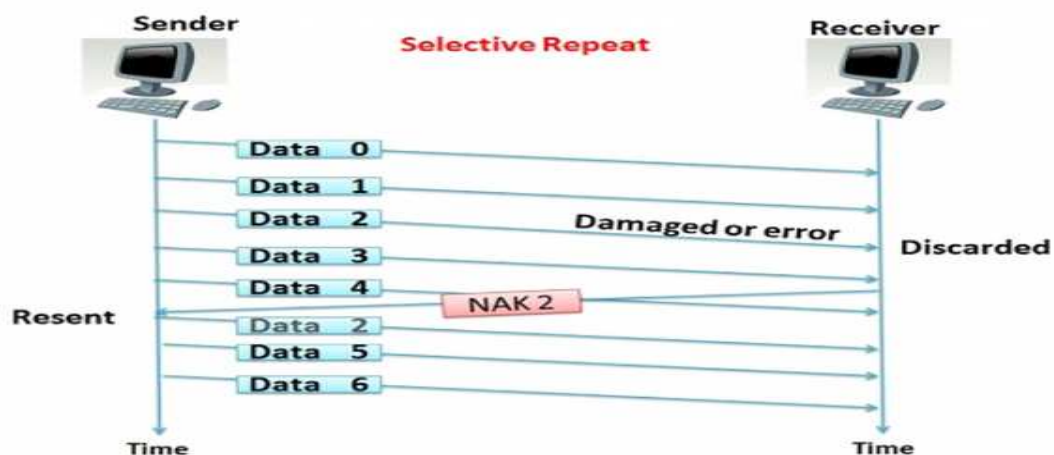 Sender
Receiver
Selective Repeat
Data 0
Data 1
Data 2
Damaged or error
Discarded
Data 3
Data 4
NAK 2
Resent
Data 2
Data 5
Data 6
Time
Time